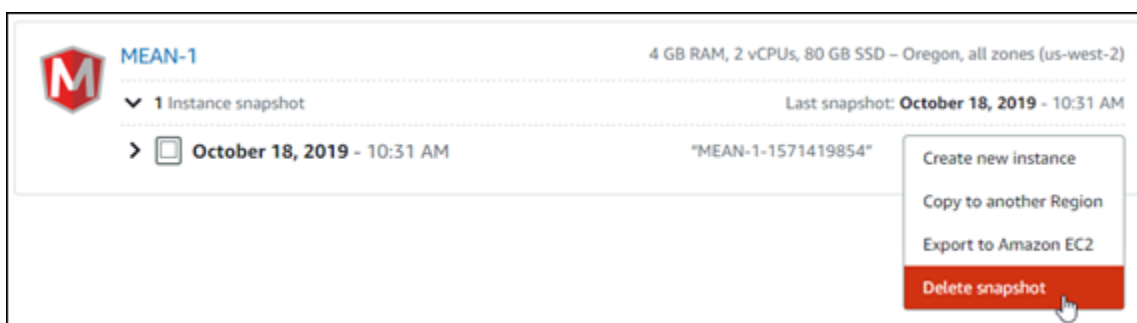 M
MEAN-1
4 GB RAM, 2 vCPUs, 80 GB SSD – Oregon, all zones (us-west-2)
1 Instance snapshot
Last snapshot: October 18, 2019 - 10:31 AM
October 18, 2019 - 10:31 AM
"MEAN-1-1571419854"
Create new instance
Copy to another Region
Export to Amazon EC2
Delete snapshot